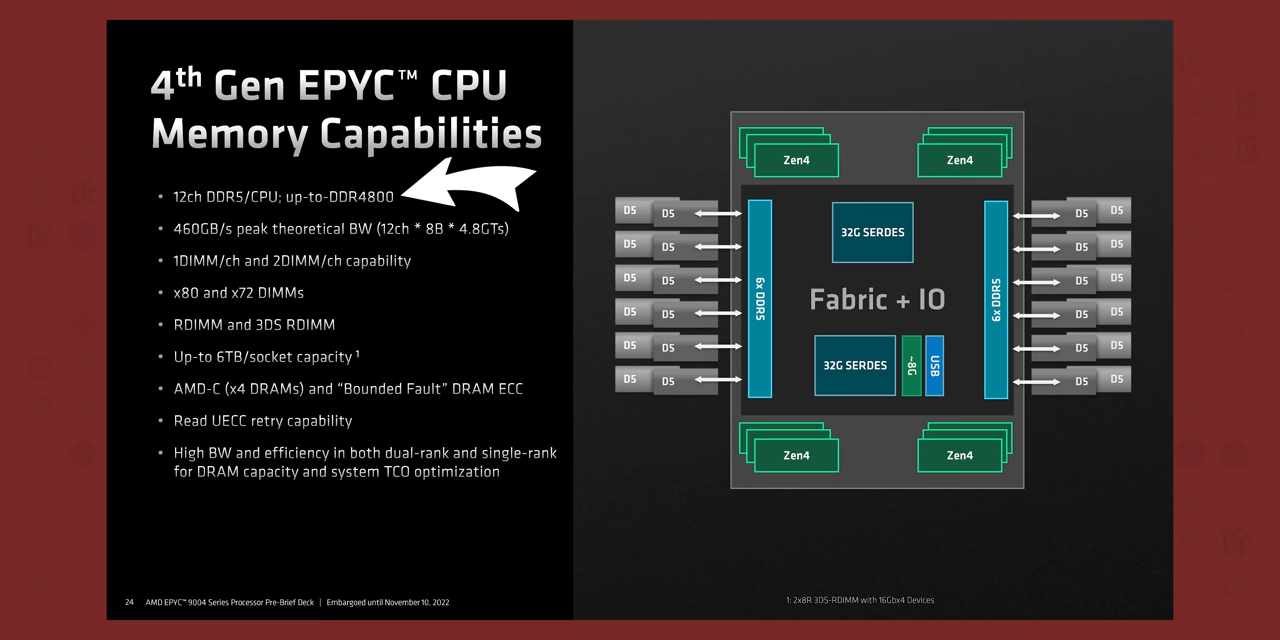 4th Gen EPYC™ CPU
Memory Capabilities
• 12ch DDR5/CPU; up-to-DDR4800
• 460GB/s peak theoretical BW (12ch * 8B * 4.8GTs)
• 1DIMM/ch and 2DIMM/ch capability
• x80 and x72 DIMMs
• RDIMM and 3DS RDIMM
• Up-to 6TB/socket capacity ¹
• AMD-C (x4 DRAMs) and “Bounded Fault” DRAM ECC
• Read UECC retry capability
• High BW and efficiency in both dual-rank and single-rank
for DRAM capacity and system TCO optimization
Zen4 Zen4
D5 D5 D5 D5
D5 D5 D5 D5
D5 D5 D5 D5
D5 D5 D5 D5
D5 D5 D5 D5
D5 D5 D5 D5
6x DDR5
32G SERDES
Fabric + IO
32G SERDES
~8G
USB
6x DDR5
Zen4 Zen4
24 AMD EPYC™ 9004 Series Processor Pre-Brief Deck | Embargoed until November 10, 2022
1: 2x8R 3DS-RDIMM with 16Gbx4 Devices